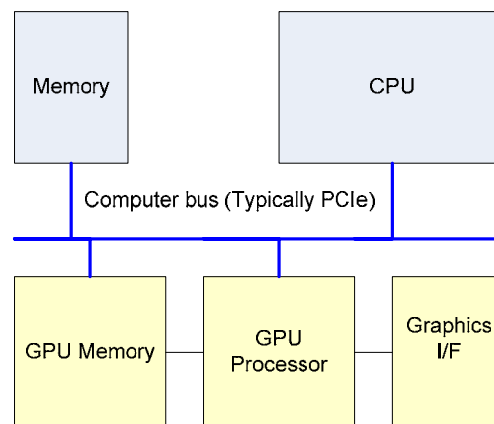 Memory
CPU
Computer bus (Typically PCIe)
GPU Memory
GPU
Processor
Graphics
I/F